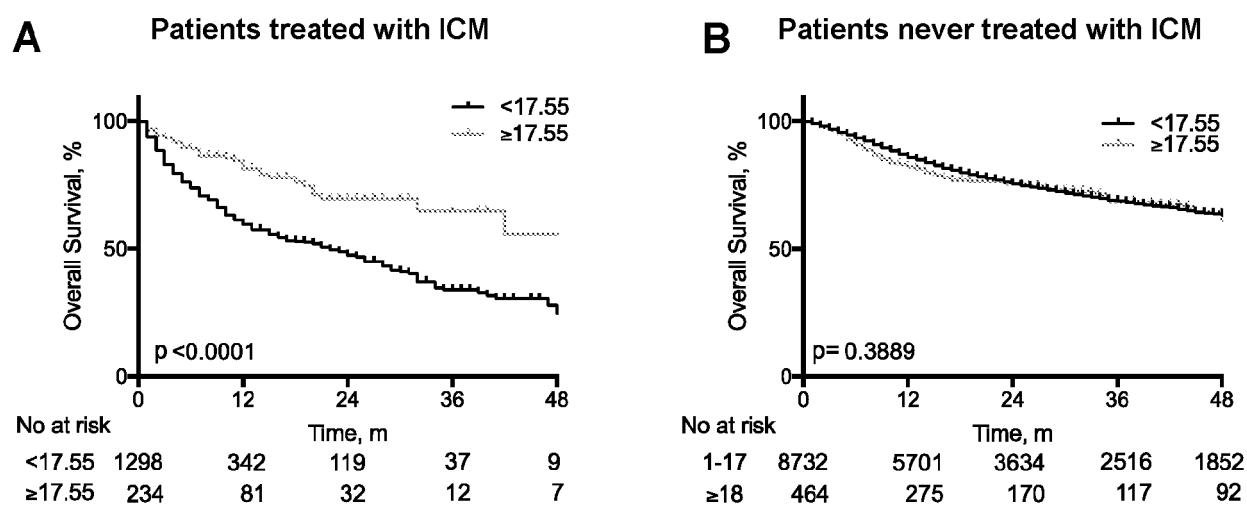 A Patients treated with ICM
<17.55
≥17.55
100
50
0
Overall Survival, %
p <0.0001
0 12 24 36 48
Time, m
No at risk
<17.55 1298 342 119 37 9
≥17.55 234 81 32 12 7
B Patients never treated with ICM
<17.55
≥17.55
100
50
0
Overall Survival, %
p= 0.3889
0 12 24 36 48
Time, m
No at risk
1-17 8732 5701 3634 2516 1852
≥18 464 275 170 117 92